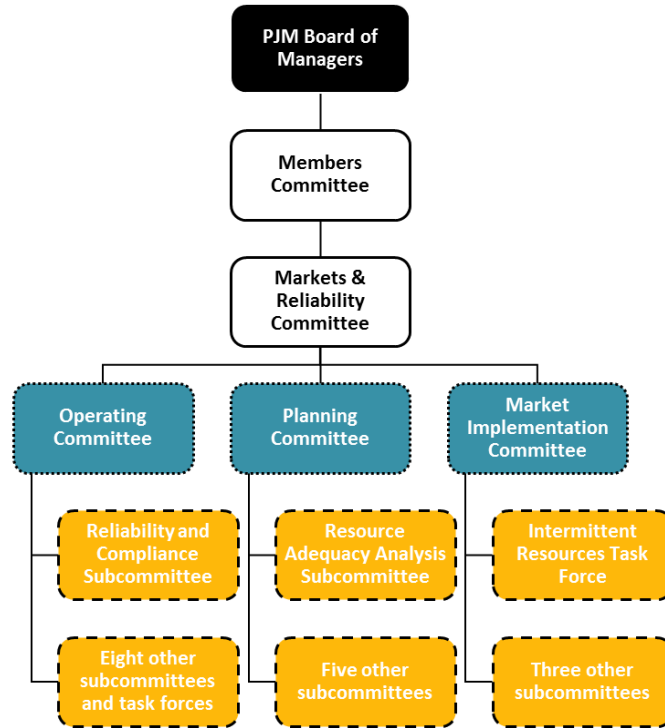 PJM Board of
Managers
Members
Committee
Markets &
Reliability
Committee
Operating
Committee
Planning
Committee
Market
Implementation
Committee
Reliability and
Compliance
Subcommittee
Resource
Adequacy Analysis
Subcommittee
Intermittent
Resources Task
Force
Eight other
subcommittees
and task forces
Five other
subcommittees
Three other
subcommittees